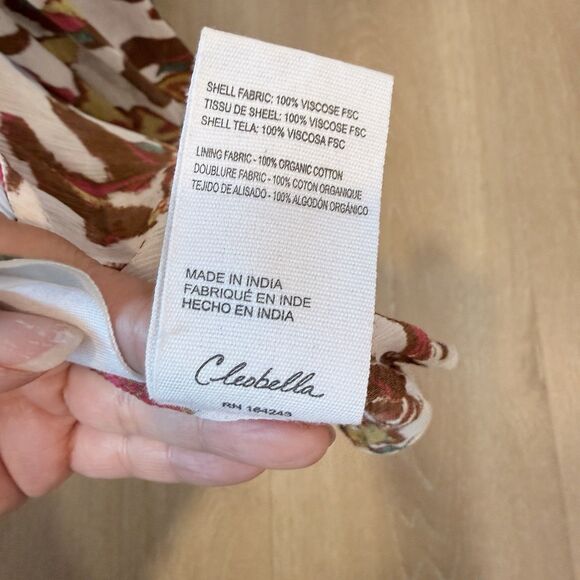 SHELL FABRIC: 100% VISCOSE FSC
TISSU DE SHEEL: 100% VISCOSE FSC
SHELL TELA: 100% VISCOSA FSC
LINING FABRIC - 100% ORGANIC COTTON
DOUBLURE FABRIC - 100% COTON ORGANIQUE
TEJIDO DE ALISADO - 100% ALGODÓN ORGÁNICO
MADE IN INDIA
FABRIQUÉ EN INDE
HECHO EN INDIA
Cleobella
RN 164243